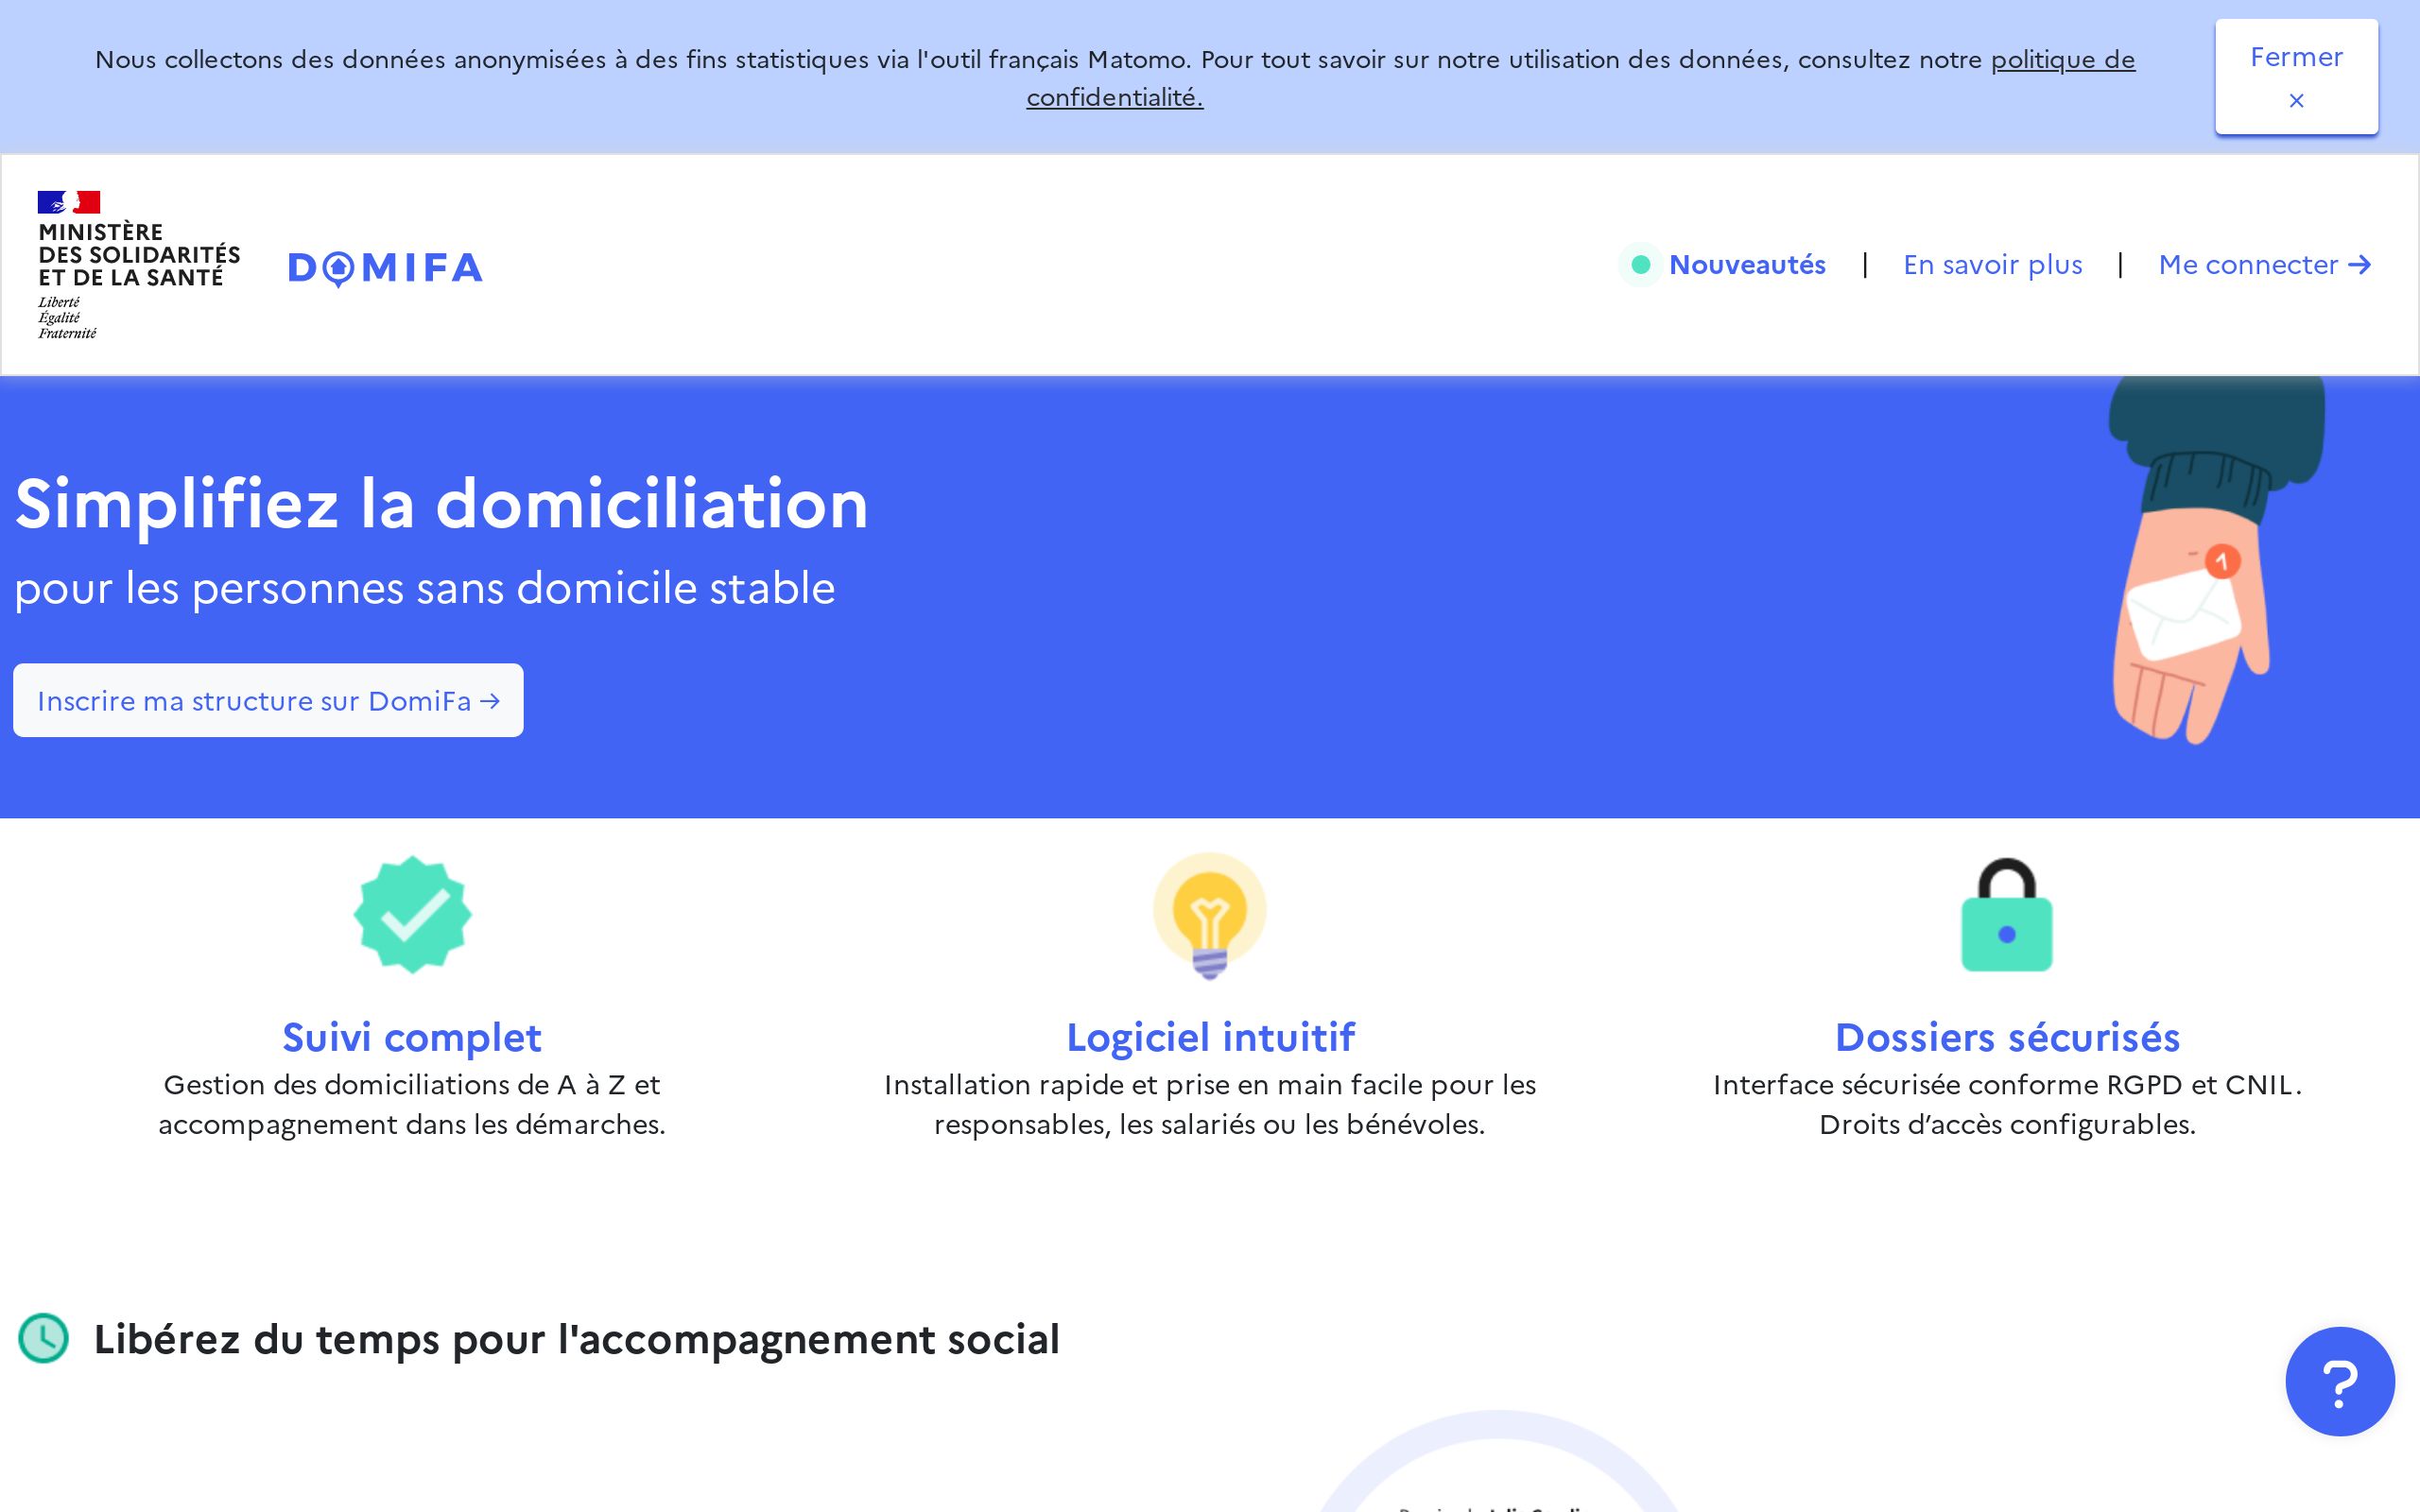 Nous collectons des données anonymisées à des fins statistiques via l'outil français Matomo. Pour tout savoir sur notre utilisation des données, consultez notre politique de
confidentialité.
Fermer
×
MINISTÈRE
DES SOLIDARITÉS
ET DE LA SANTÉ
Liberté
Égalité
Fraternité
DOMIFA
Nouveautés | En savoir plus | Me connecter →
Simplifiez la domiciliation
pour les personnes sans domicile stable
1
Inscrire ma structure sur DomiFa →
Suivi complet
Gestion des domiciliations de A à Z et
accompagnement dans les démarches.
Logiciel intuitif
Installation rapide et prise en main facile pour les
responsables, les salariés ou les bénévoles.
Dossiers sécurisés
Interface sécurisée conforme RGPD et CNIL.
Droits d’accès configurables.
Libérez du temps pour l'accompagnement social
?